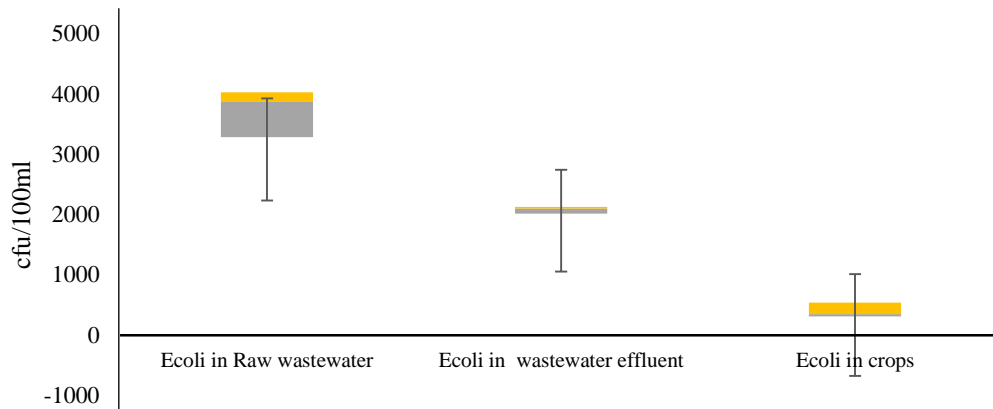 5000
4000
3000
2000
1000
0
-1000
cfu/100ml
Ecoli in Raw wastewater
Ecoli in  wastewater effluent
Ecoli in crops